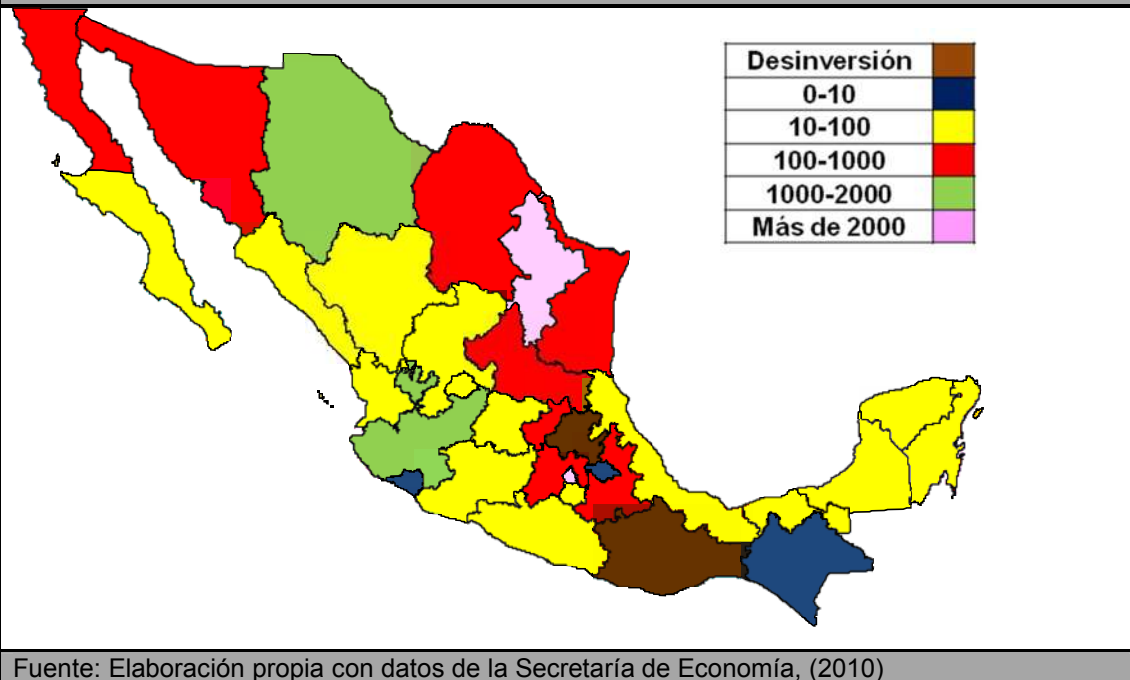 Desinversión
0-10
10-100
100-1000
1000-2000
Más de 2000
Fuente: Elaboración propia con datos de la Secretaría de Economía, (2010)